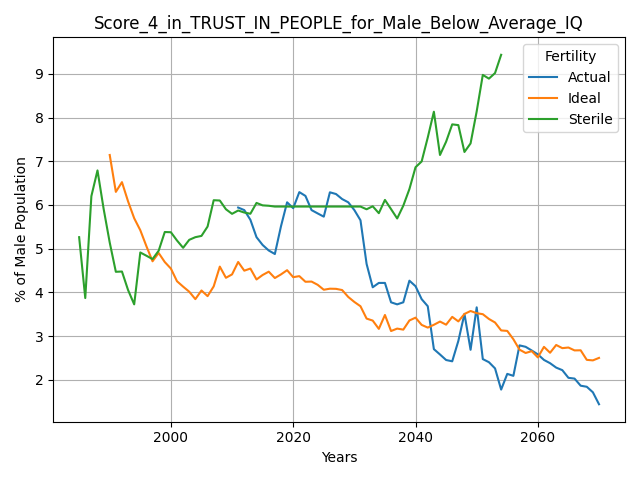 Score_4_in_TRUST_IN_PEOPLE_for_Male_Below_Average_IQ
Fertility
Actual
Ideal
Sterile
% of Male Population
9
8
7
6
5
4
3
2
2000 2020 2040 2060
Years